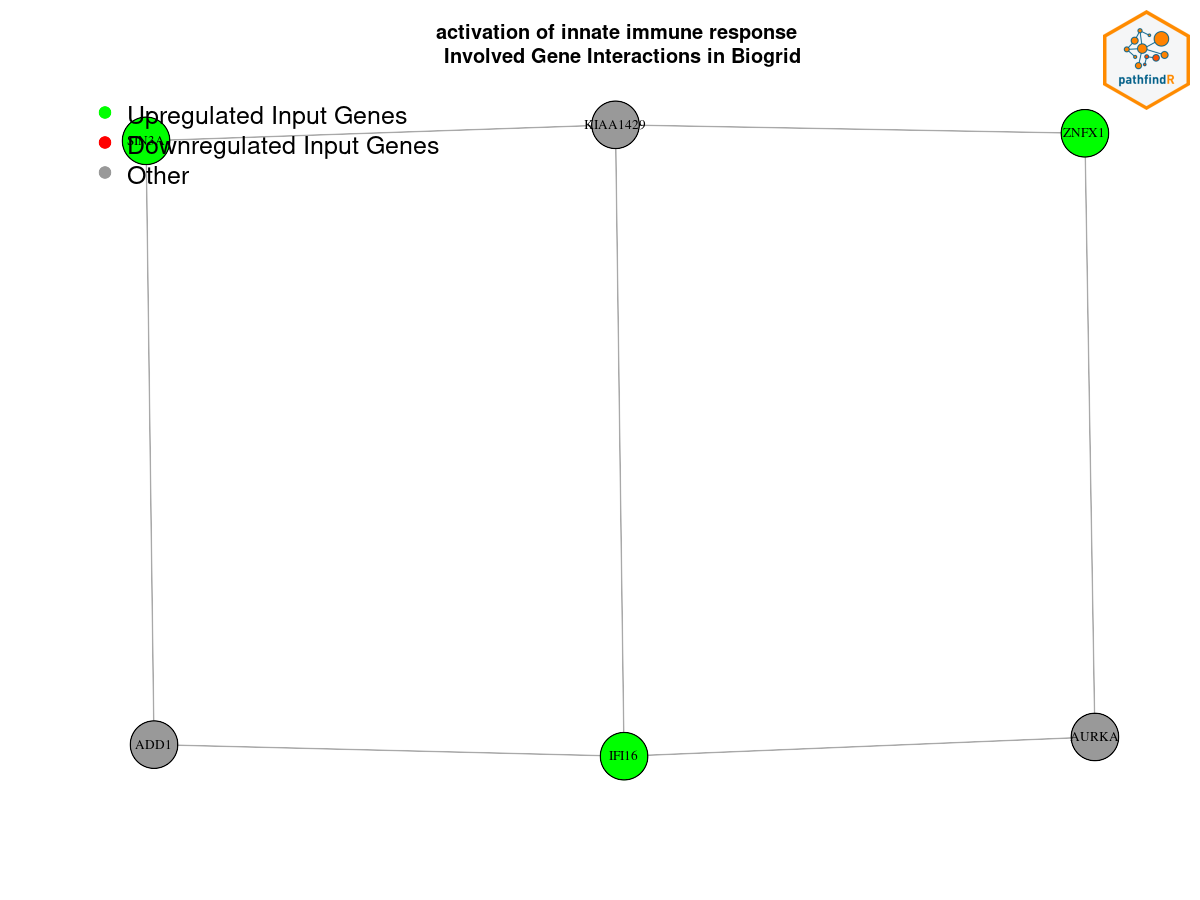 activation of innate immune response
Involved Gene Interactions in Biogrid
pathfindR
Upregulated Input Genes
Downregulated Input Genes
Other
SIN3A
KIAA1429
ZNFX1
ADD1
IFI16
AURKA